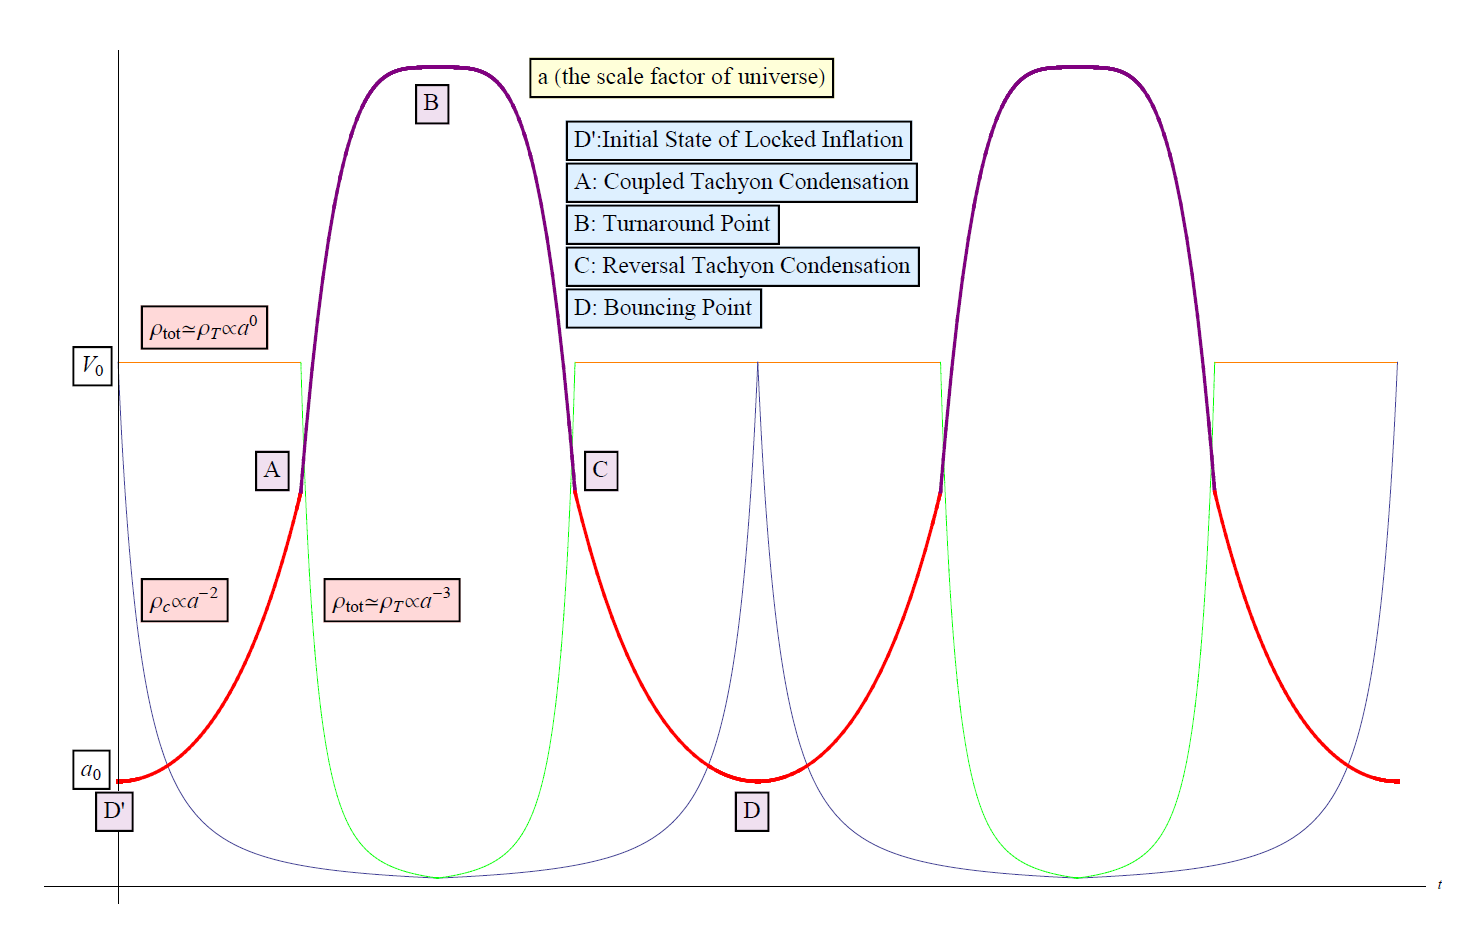 a (the scale factor of universe)
B
D':Initial State of Locked Inflation
A: Coupled Tachyon Condensation
B: Turnaround Point
C: Reversal Tachyon Condensation
D: Bouncing Point
ρtot≃ρT∝a^0
V0
A
C
ρc∝a^-2
ρtot≃ρT∝a^-3
a0
D'
D
t